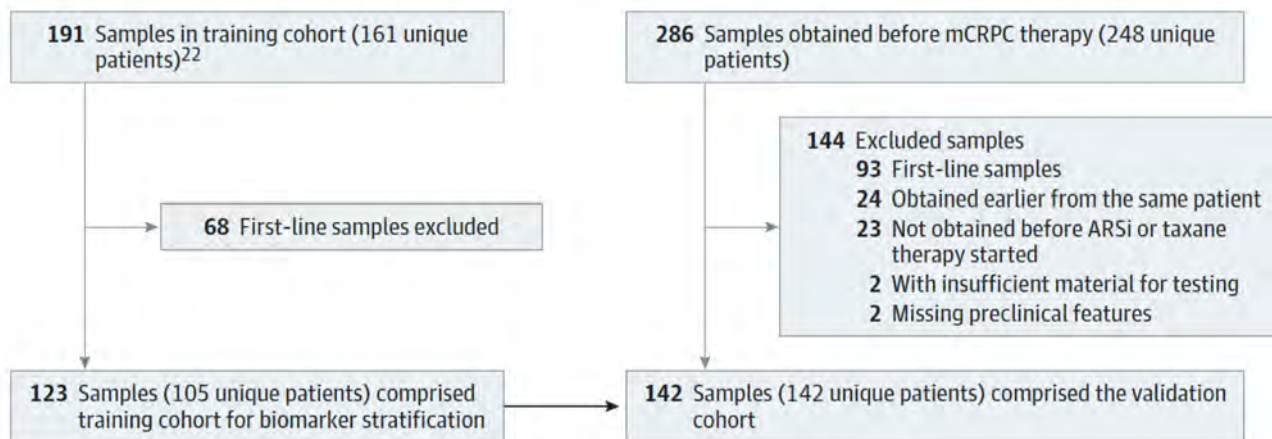 191 Samples in training cohort (161 unique
patients)22
286 Samples obtained before mCRPC therapy (248 unique
patients)
144 Excluded samples
93 First-line samples
24 Obtained earlier from the same patient
23 Not obtained before ARSi or taxane
therapy started
2 With insufficient material for testing
2 Missing preclinical features
68 First-line samples excluded
123 Samples (105 unique patients) comprised
training cohort for biomarker stratification
142 Samples (142 unique patients) comprised the validation
cohort